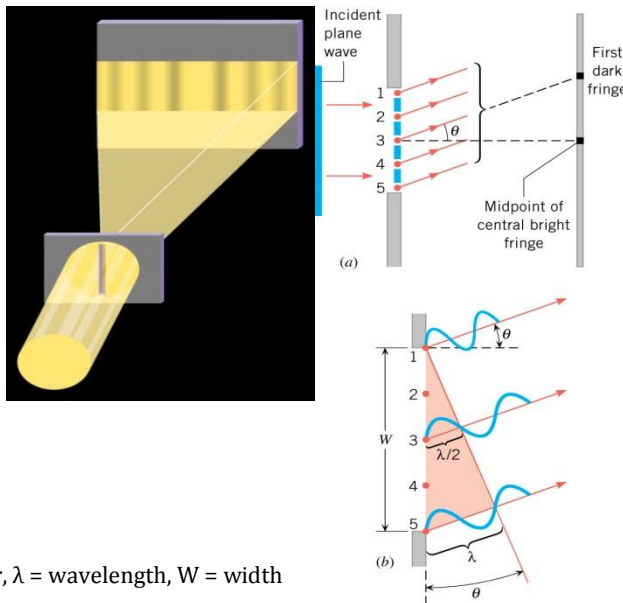 Incident
plane
wave
1
2
3
4
5
θ
First
dark
fringe
Midpoint of
central bright
fringe
(a)
θ
1
2
W
3
λ/2
4
5
λ
(b)
θ
, λ = wavelength, W = width